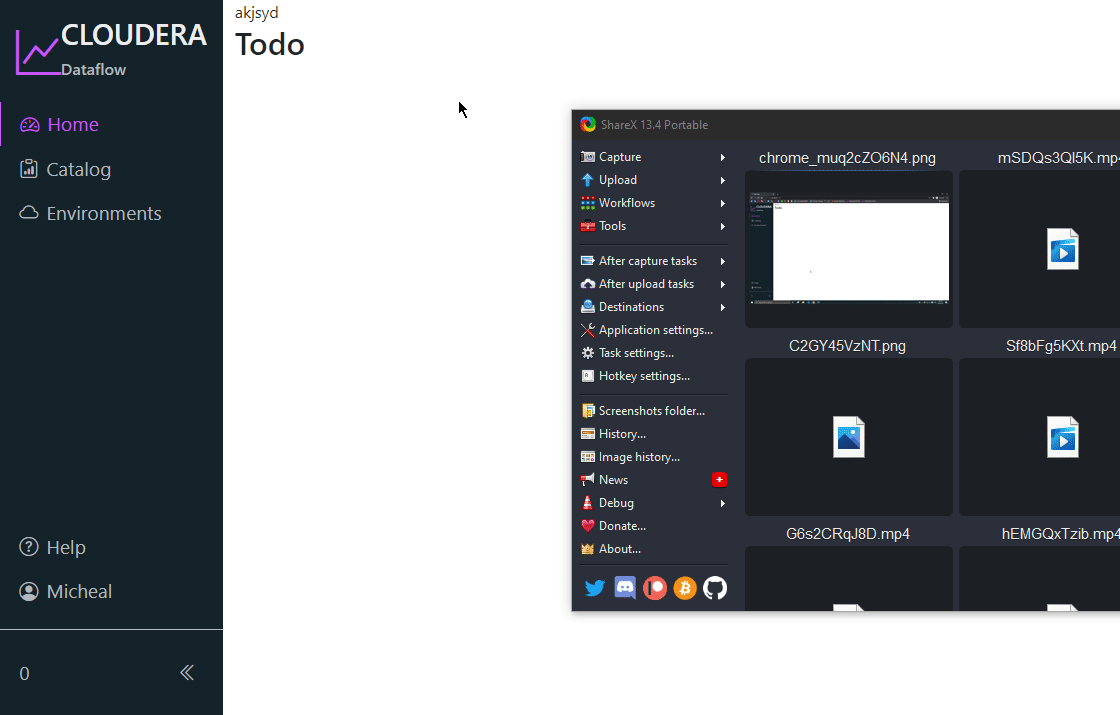 CLOUDERA
Dataflow
Home
Catalog
Environments
Help
Micheal
0
akjsyd
Todo
ShareX 13.4 Portable
Capture
Upload
Workflows
Tools
After capture tasks
After upload tasks
Destinations
Application settings...
Task settings...
Hotkey settings...
Screenshots folder...
History...
Image history...
News
Debug
Donate...
About...
chrome_muq2cZO6N4.png
mSDQs3QI5K.mp4
C2GY45VzNT.png
Sf8bFg5KXt.mp4
G6s2CRqJ8D.mp4
hEMGQxTzib.mp4